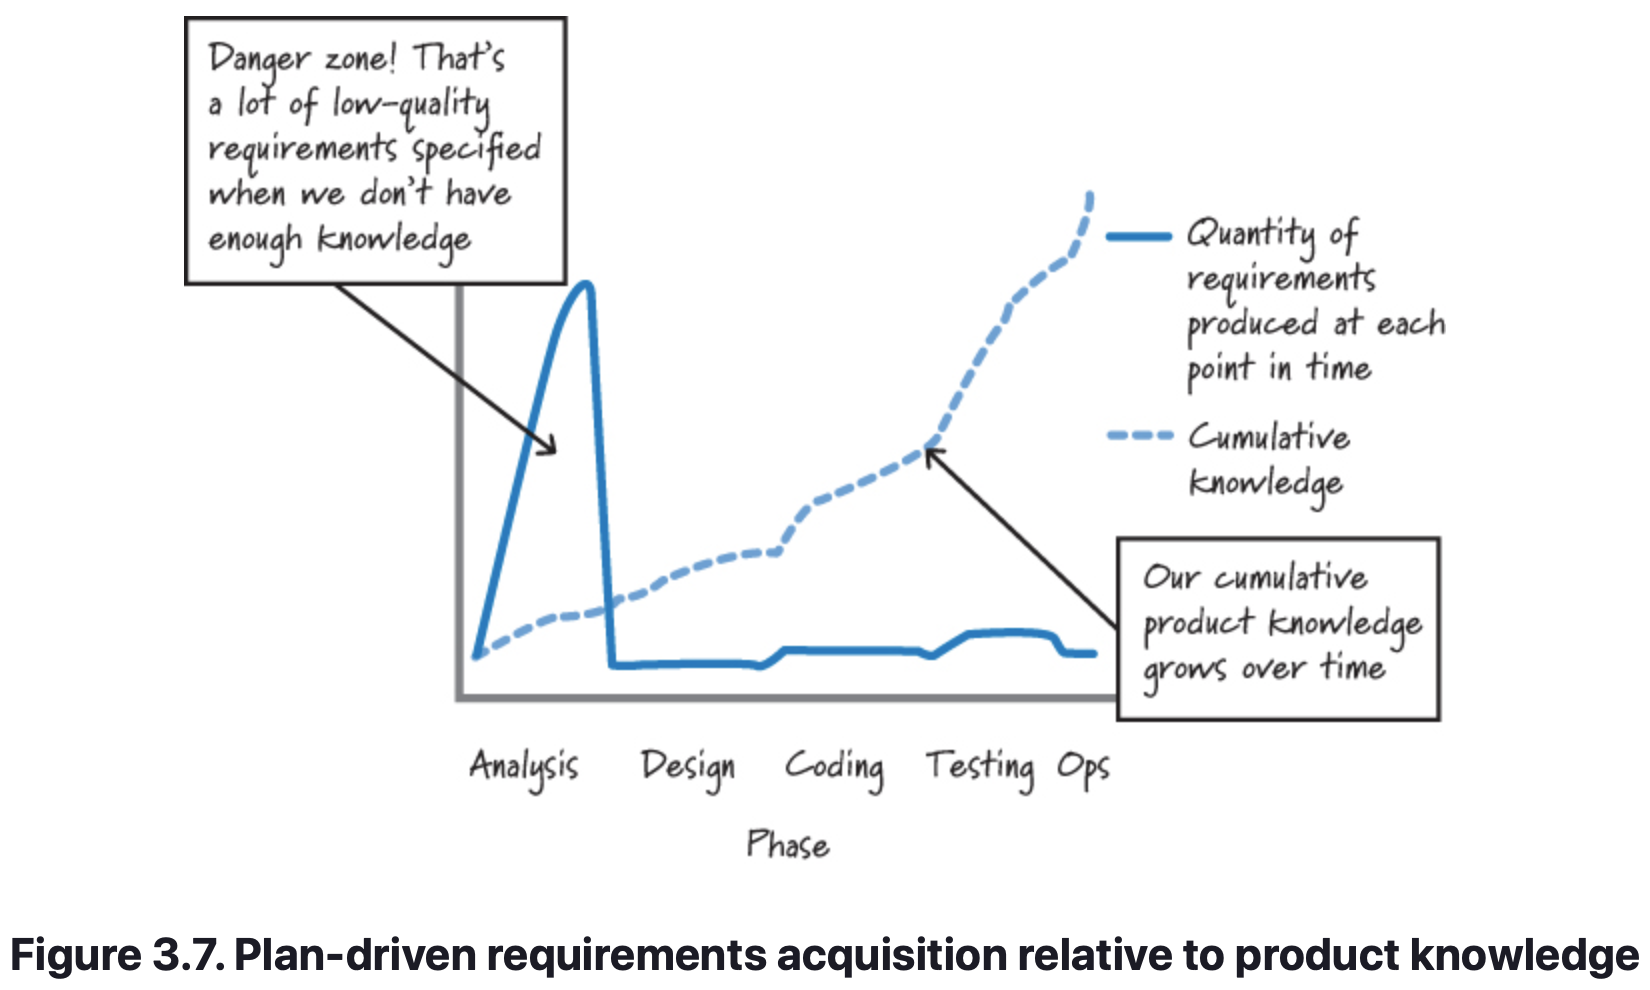 Danger zone! That's
a lot of low-quality
requirements specified
when we don't have
enough knowledge
Quantity of
requirements
produced at each
point in time
Cumulative
knowledge
Our cumulative
product knowledge
grows over time
Analysis Design Coding Testing Ops
Phase
Figure 3.7. Plan-driven requirements acquisition relative to product knowledge